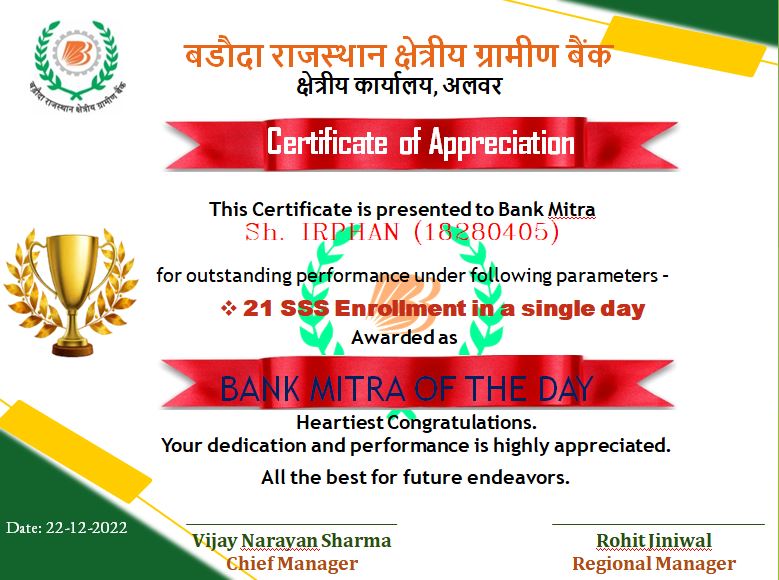 बड़ौदा राजस्थान क्षेत्रीय ग्रामीण बैंक
बडौदा राजस्थान क्षेत्रीय ग्रामीण बैंक
क्षेत्रीय कार्यालय, अलवर
Certificate of Appreciation
This Certificate is presented to Bank Mitra
Sh. IRPHAN (18280405)
for outstanding performance under following parameters –
❖ 21 SSS Enrollment in a single day
Awarded as
BANK MITRA OF THE DAY
Heartiest Congratulations.
Your dedication and performance is highly appreciated.
All the best for future endeavors.
Date: 22-12-2022
Vijay Narayan Sharma
Chief Manager
Rohit Jiniwal
Regional Manager